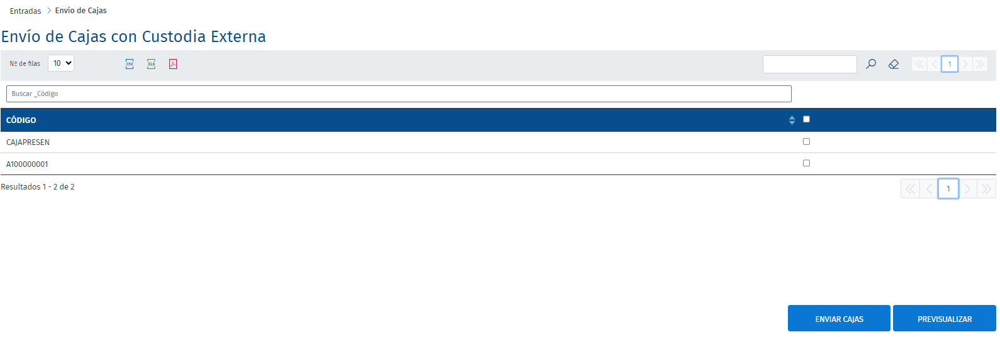 Entradas > Envío de Cajas
Envío de Cajas con Custodia Externa
Nº de filas 10 CSV XLS 1
Buscar _Código
CÓDIGO
CAJAPRESEN
A100000001
Resultados 1 - 2 de 2 1
ENVIAR CAJAS PREVISUALIZAR